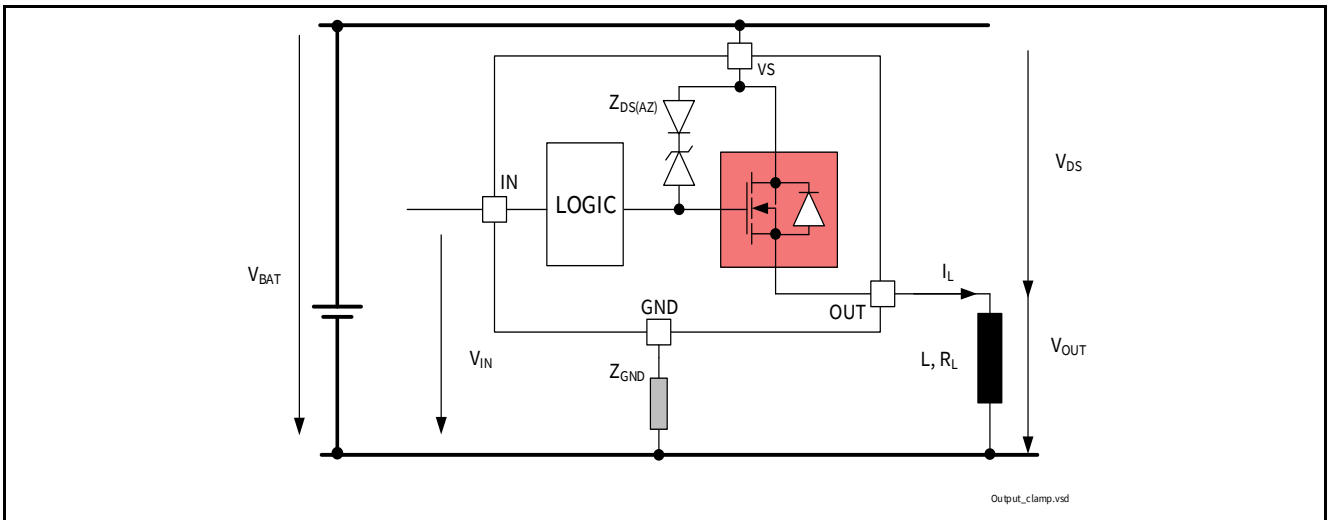 VS
ZDS(AZ)
VDS
IN
LOGIC
VBAT
IL
GND
OUT
VIN
ZGND
L, RL
VOUT
Output_clamp.vsd